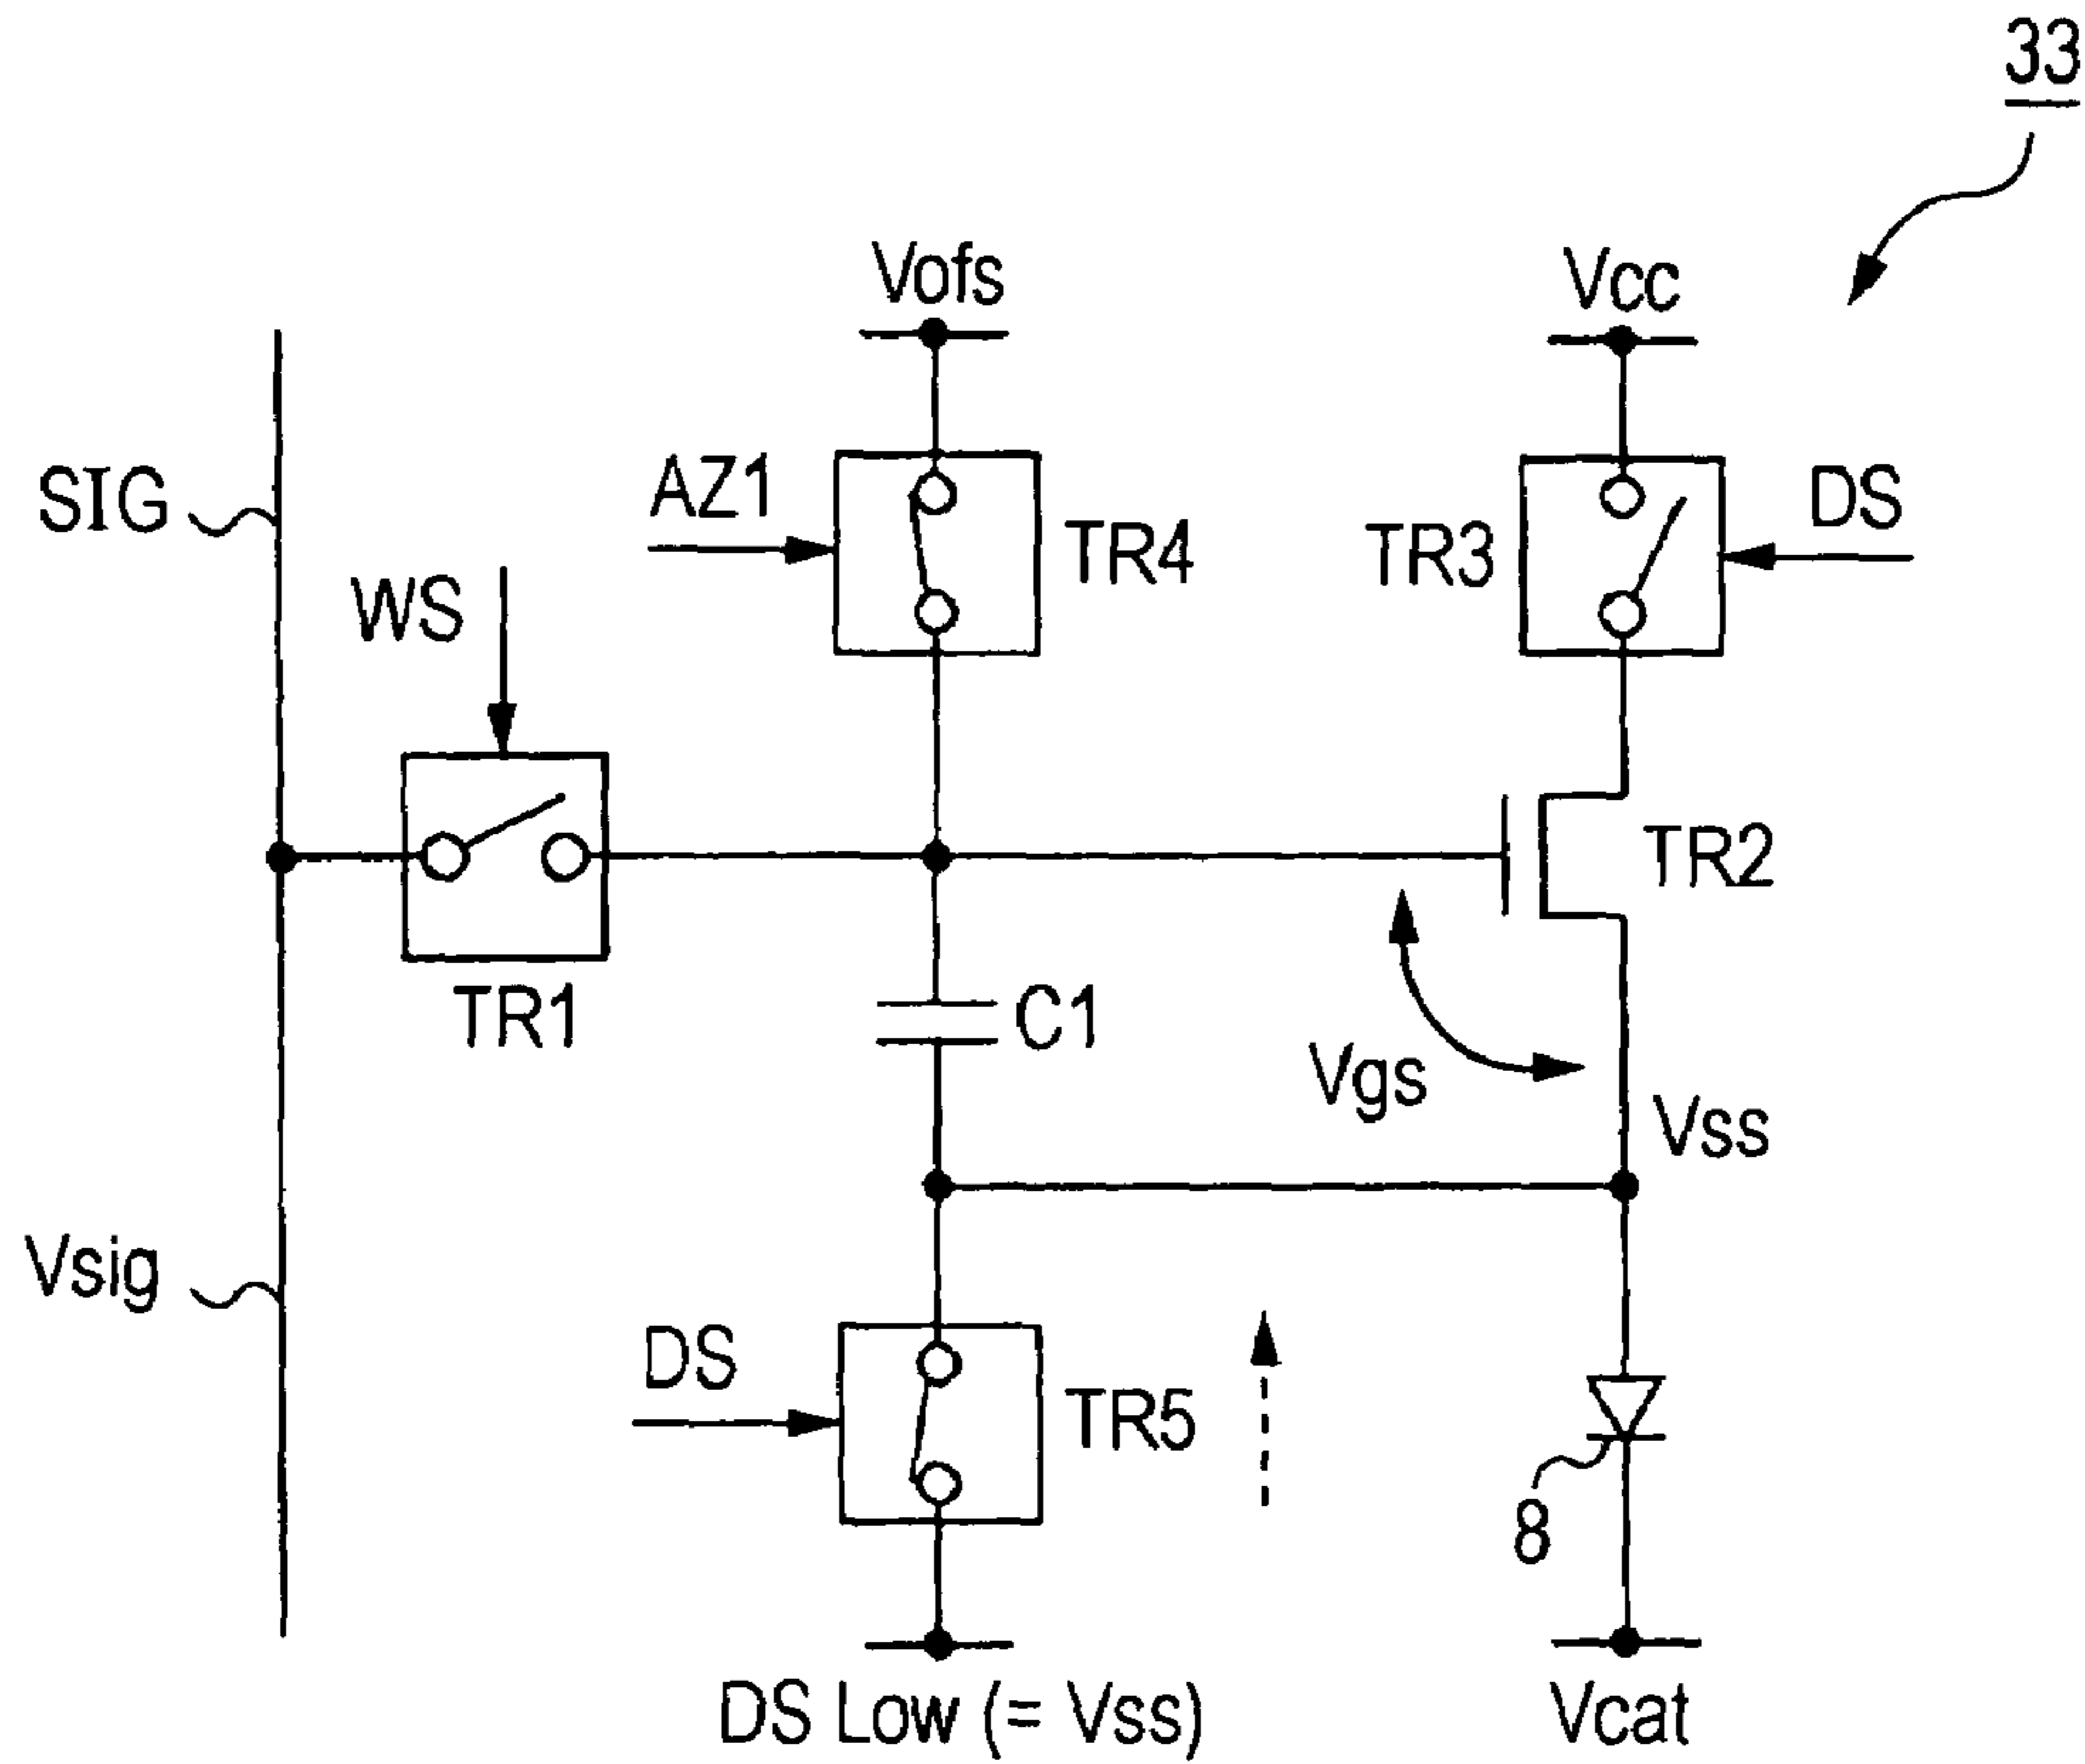 33
Vofs
Vcc
SIG
AZ1
TR4
TR3
DS
WS
TR1
TR2
C1
Vgs
Vss
Vsig
DS
TR5
8
DS Low (= Vss)
Vcat